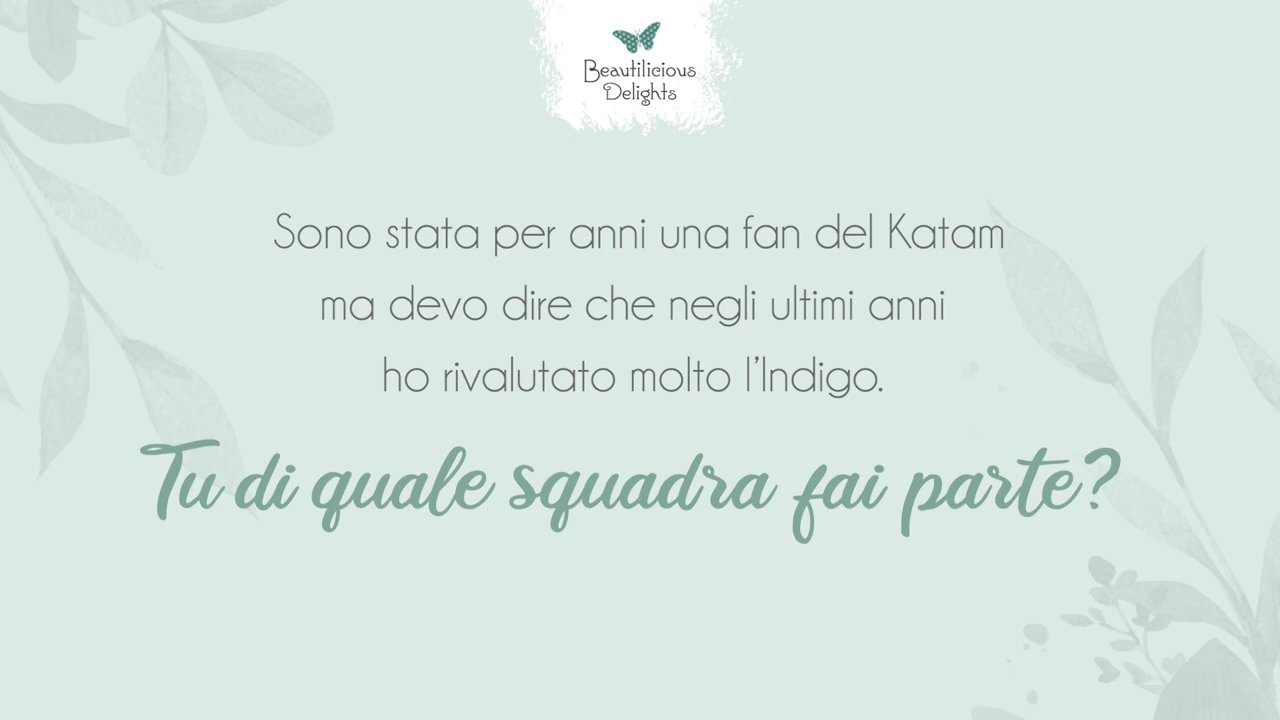 Beautilicious
Delights
Sono stata per anni una fan del Katam
ma devo dire che negli ultimi anni
ho rivalutato molto l'Indigo.
Tu di quale squadra fai parte?